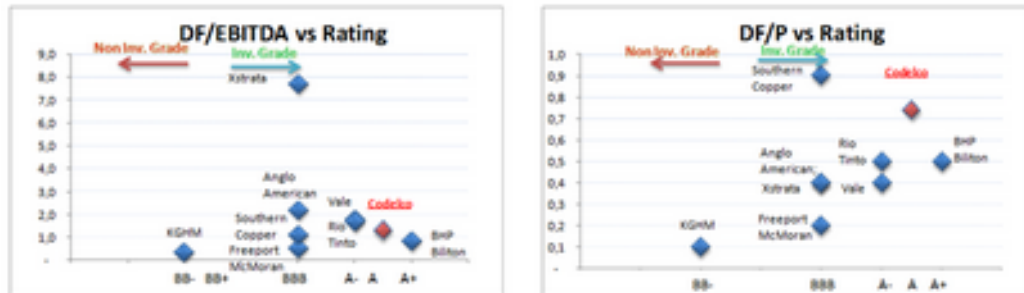 DF/EBITDA vs Rating
Non Inv. Grade
Inv. Grade
9,0
8,0
7,0
6,0
5,0
4,0
3,0
2,0
1,0
-
Xstrata
Anglo
American
Vale
Codelco
Southern
Copper
Rio
Tinto
KGHM
Freeport
McMoran
BHP
Biliton
BB-
BB+
BBB
A-
A
A+
DF/P vs Rating
Non Inv. Grade
Inv. Grade
1,0
0,9
0,8
0,7
0,6
0,5
0,4
0,3
0,2
0,1
-
Southern
Copper
Codelco
Anglo
American;
Xstrata
Rio
Tinto
Vale
BHP
Biliton
KGHM
Freeport
McMoran
BB-
BBB
A-
A
A+